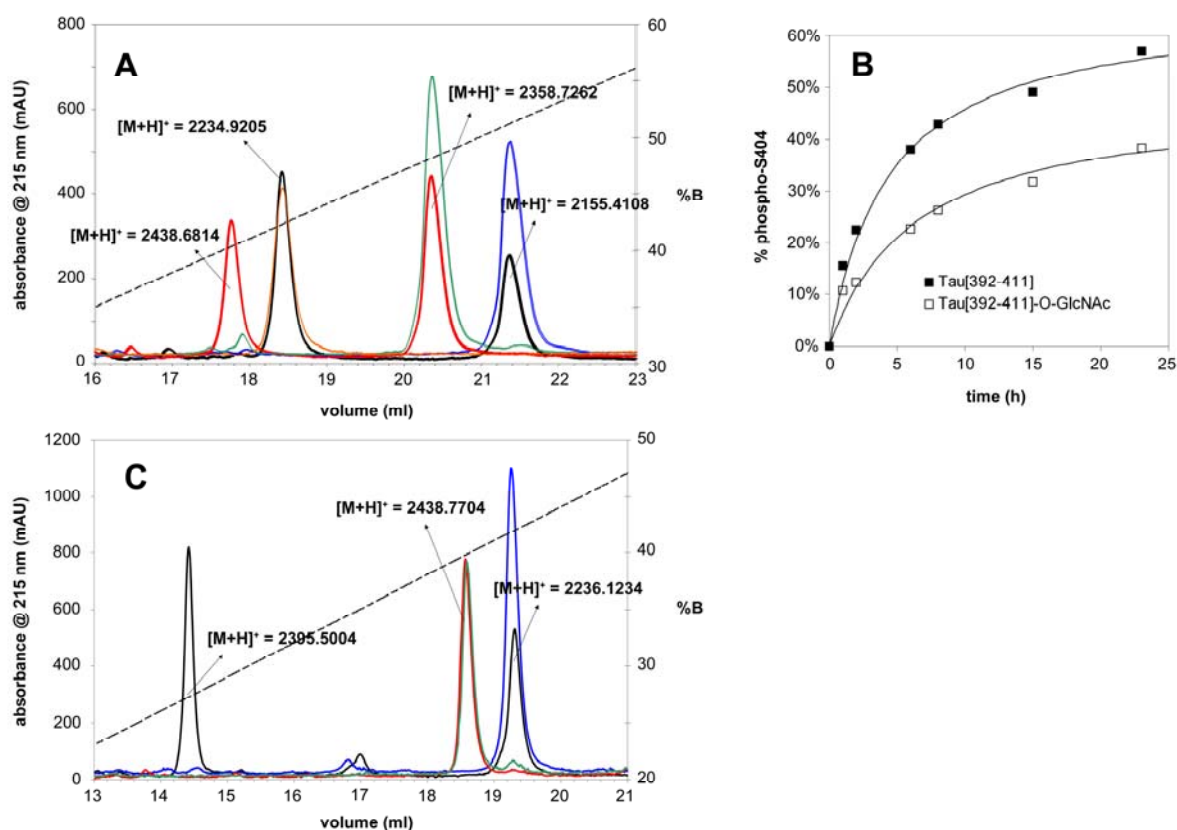 A
absorbance @ 215 nm (mAU)
800
600
400
200
0
60
50
40
30
%B
[M+H]+ = 2234.9205
[M+H]+ = 2358.7262
[M+H]+ = 2155.4108
[M+H]+ = 2438.6814
16 17 18 19 20 21 22 23
volume (ml)
B
% phospho-S404
60%
50%
40%
30%
20%
10%
0%
Tau[392-411]
Tau[392-411]-O-GlcNAc
0 5 10 15 20 25
time (h)
C
absorbance @ 215 nm (mAU)
1200
1000
800
600
400
200
0
50
40
30
20
%B
[M+H]+ = 2438.7704
[M+H]+ = 2236.1234
[M+H]+ = 2395.5004
13 14 15 16 17 18 19 20 21
volume (ml)